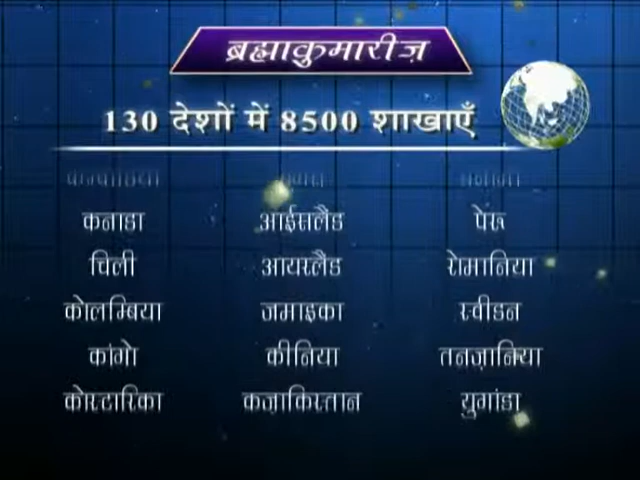 ब्रह्माकुमारीज़
130 देशों में 8500 शाखाएँ
कनाडा आईसलैंड पेरू
चिली आयरलैंड रोमानिया
कोलम्बिया जमाइका स्वीडन
कांगो कीनिया तनज़ानिया
कोस्टारिका कज़ाकिस्तान युगांडा